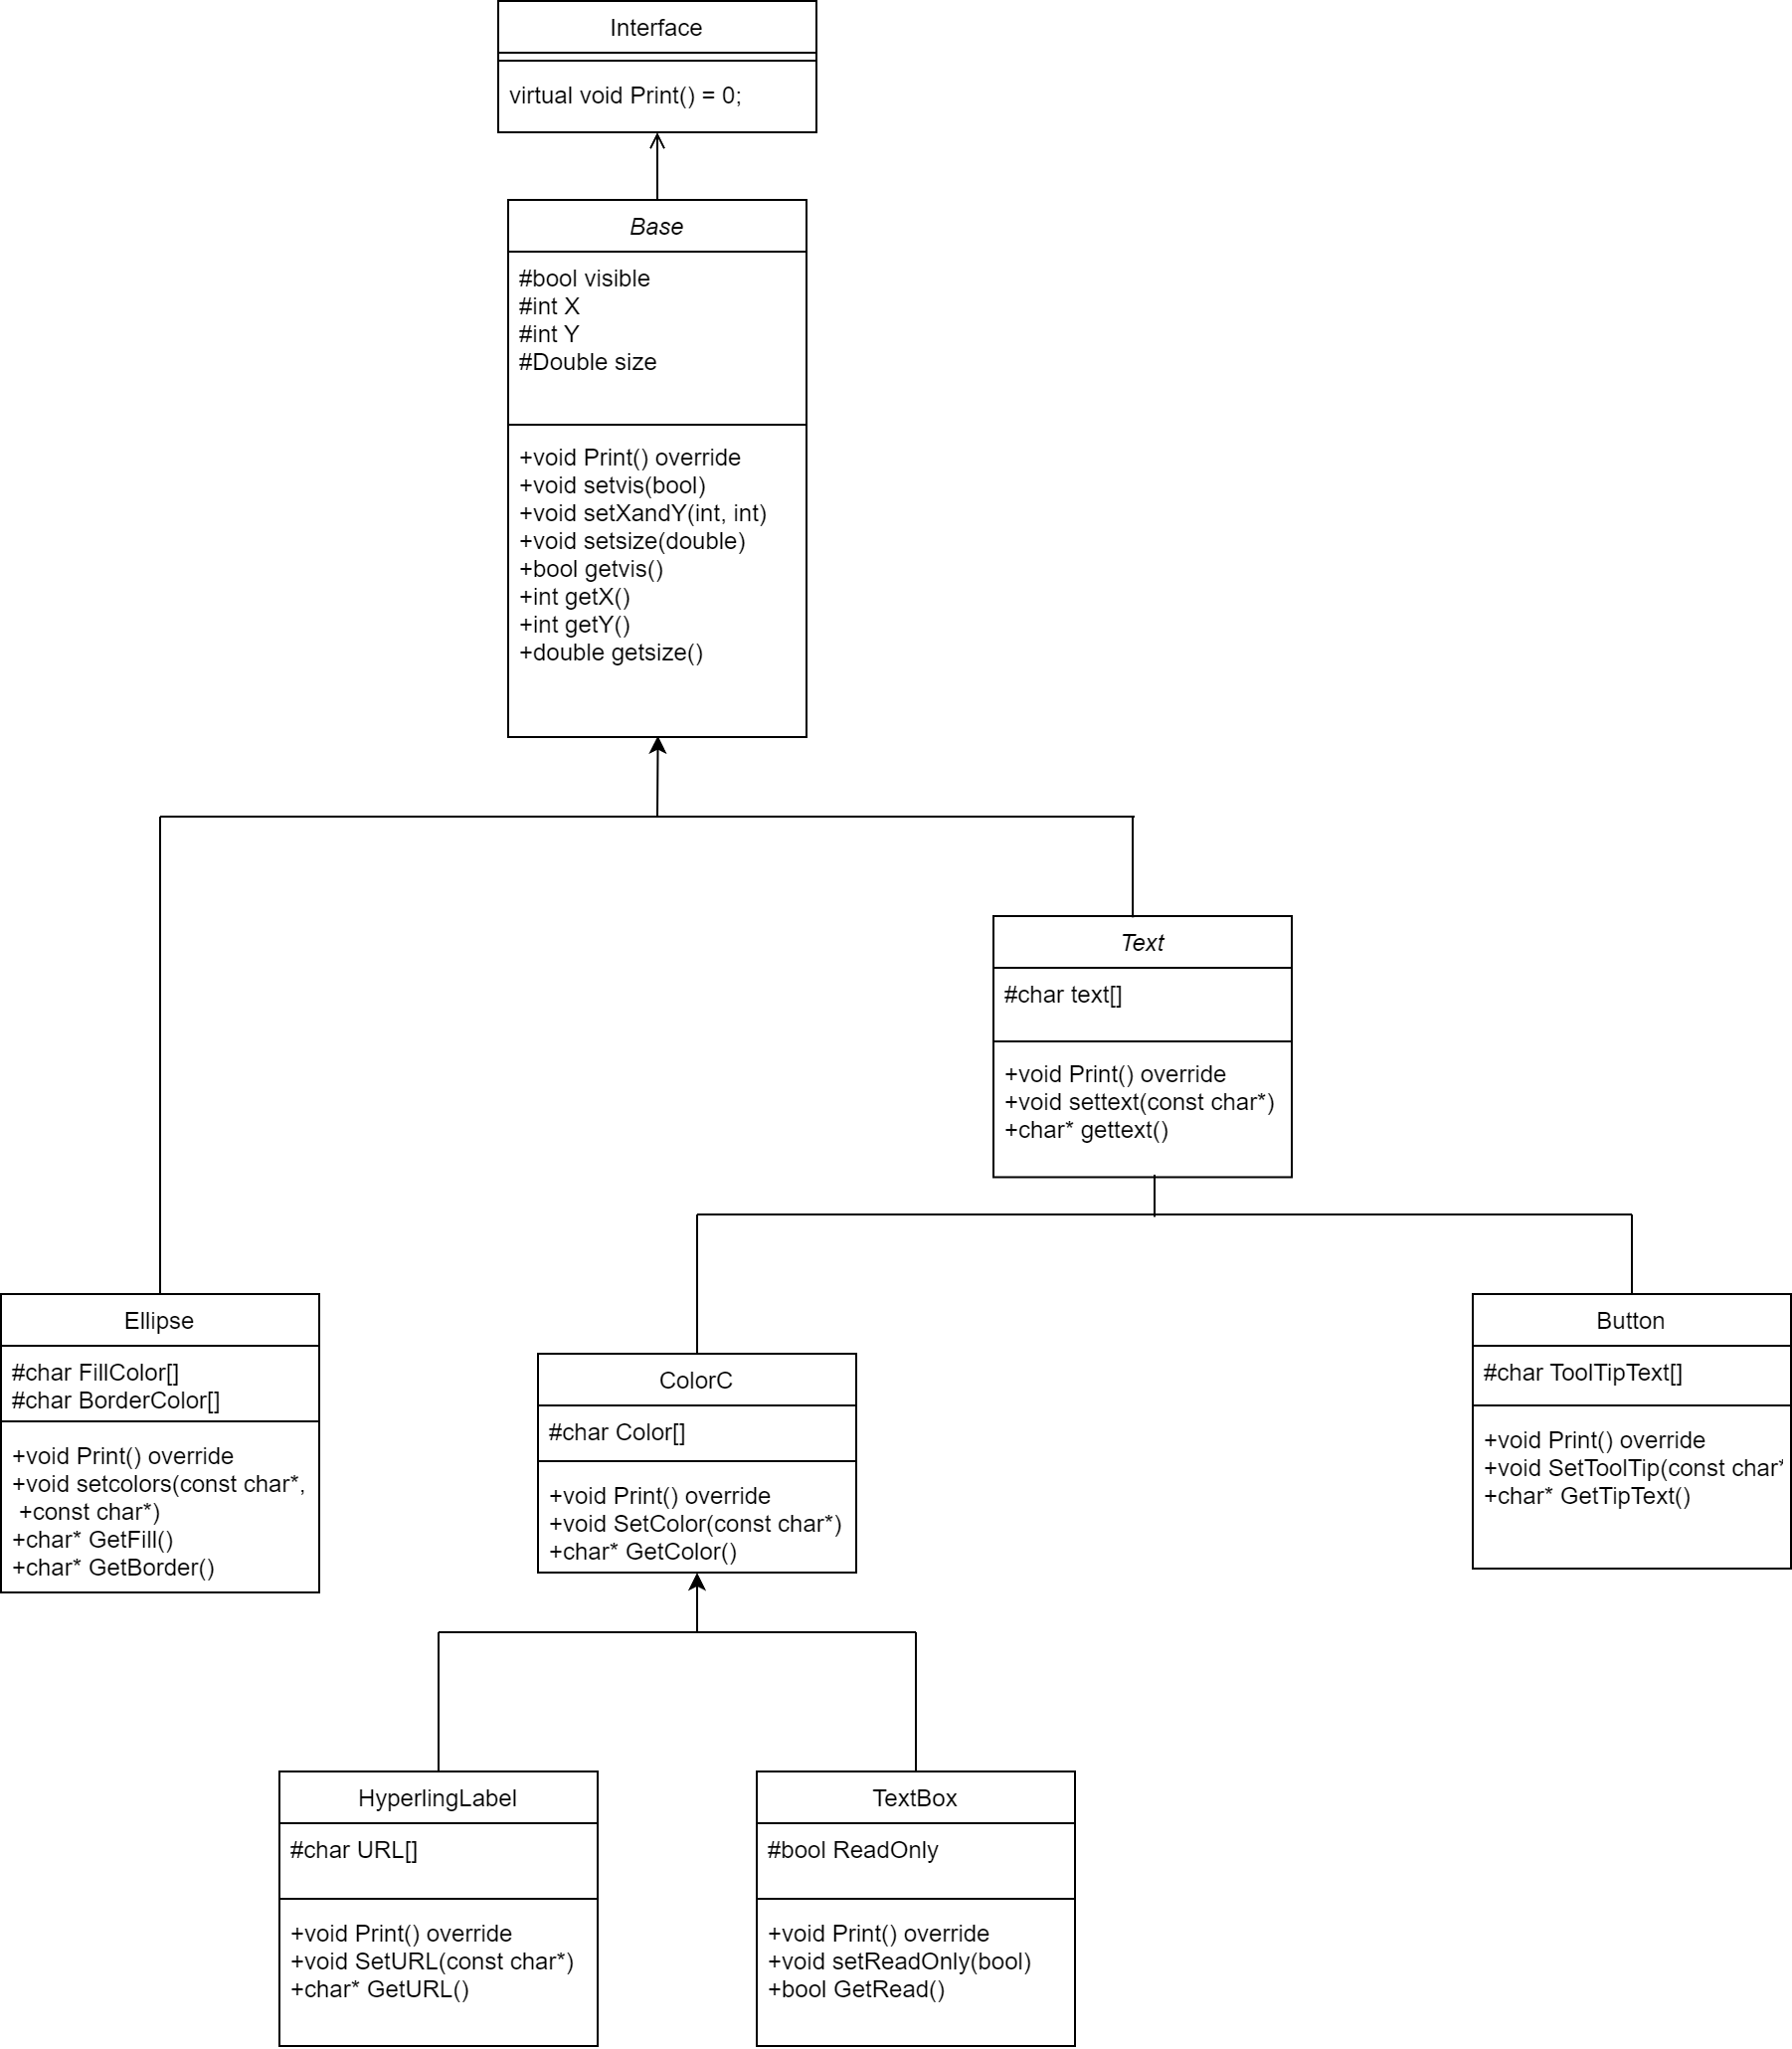 Interface
virtual void Print() = 0;
Base
#bool visible
#int X
#int Y
#Double size
+void Print() override
+void setvis(bool)
+void setXandY(int, int)
+void setsize(double)
+bool getvis()
+int getX()
+int getY()
+double getsize()
Text
#char text[]
+void Print() override
+void settext(const char*)
+char* gettext()
Ellipse
#char FillColor[]
#char BorderColor[]
+void Print() override
+void setcolors(const char*,
+const char*)
+char* GetFill()
+char* GetBorder()
ColorC
#char Color[]
+void Print() override
+void SetColor(const char*)
+char* GetColor()
Button
#char ToolTipText[]
+void Print() override
+void SetToolTip(const char*
+char* GetTipText()
HyperlingLabel
#char URL[]
+void Print() override
+void SetURL(const char*)
+char* GetURL()
TextBox
#bool ReadOnly
+void Print() override
+void setReadOnly(bool)
+bool GetRead()